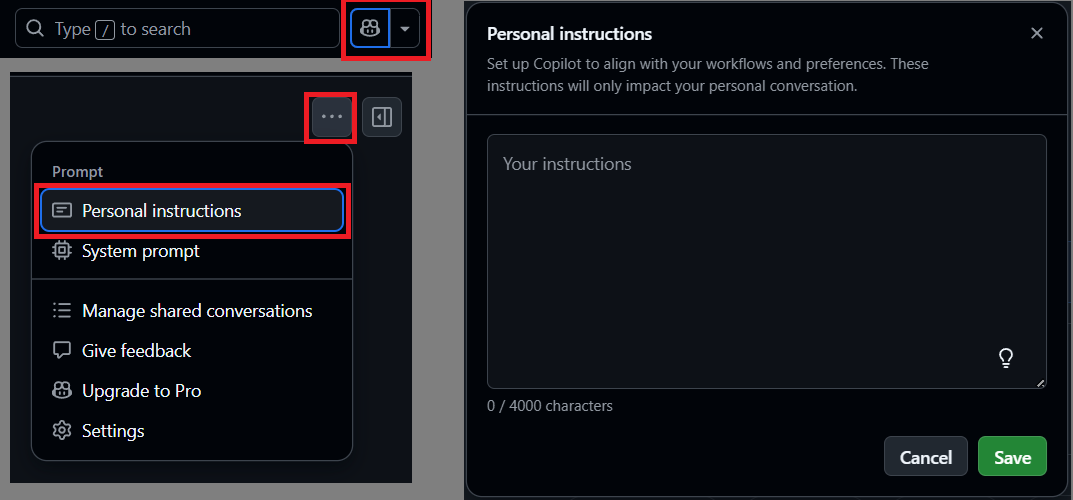 Type / to search
Prompt
Personal instructions
System prompt
Manage shared conversations
Give feedback
Upgrade to Pro
Settings
Personal instructions
Set up Copilot to align with your workflows and preferences. These
instructions will only impact your personal conversation.
Your instructions
0 / 4000 characters
Cancel
Save